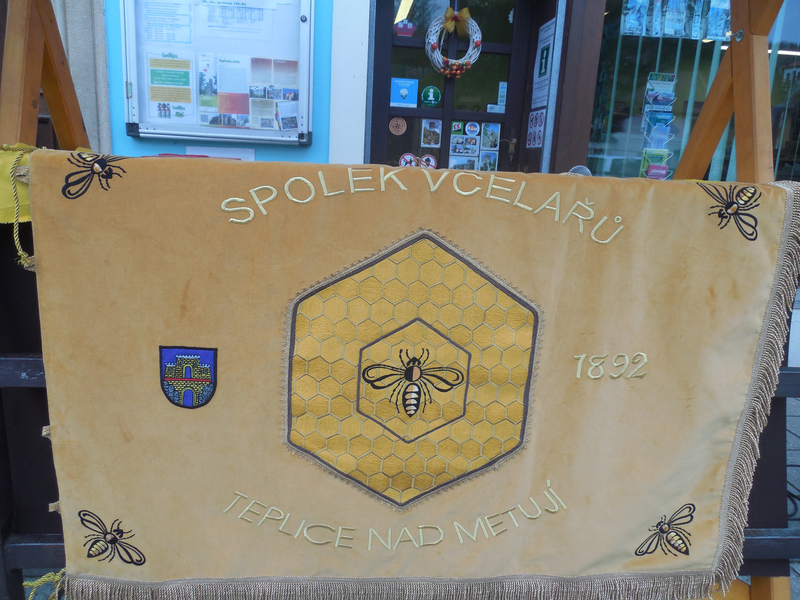 SPOLEK VČELAŘŮ
1892
TEPLICE NAD METUJÍ